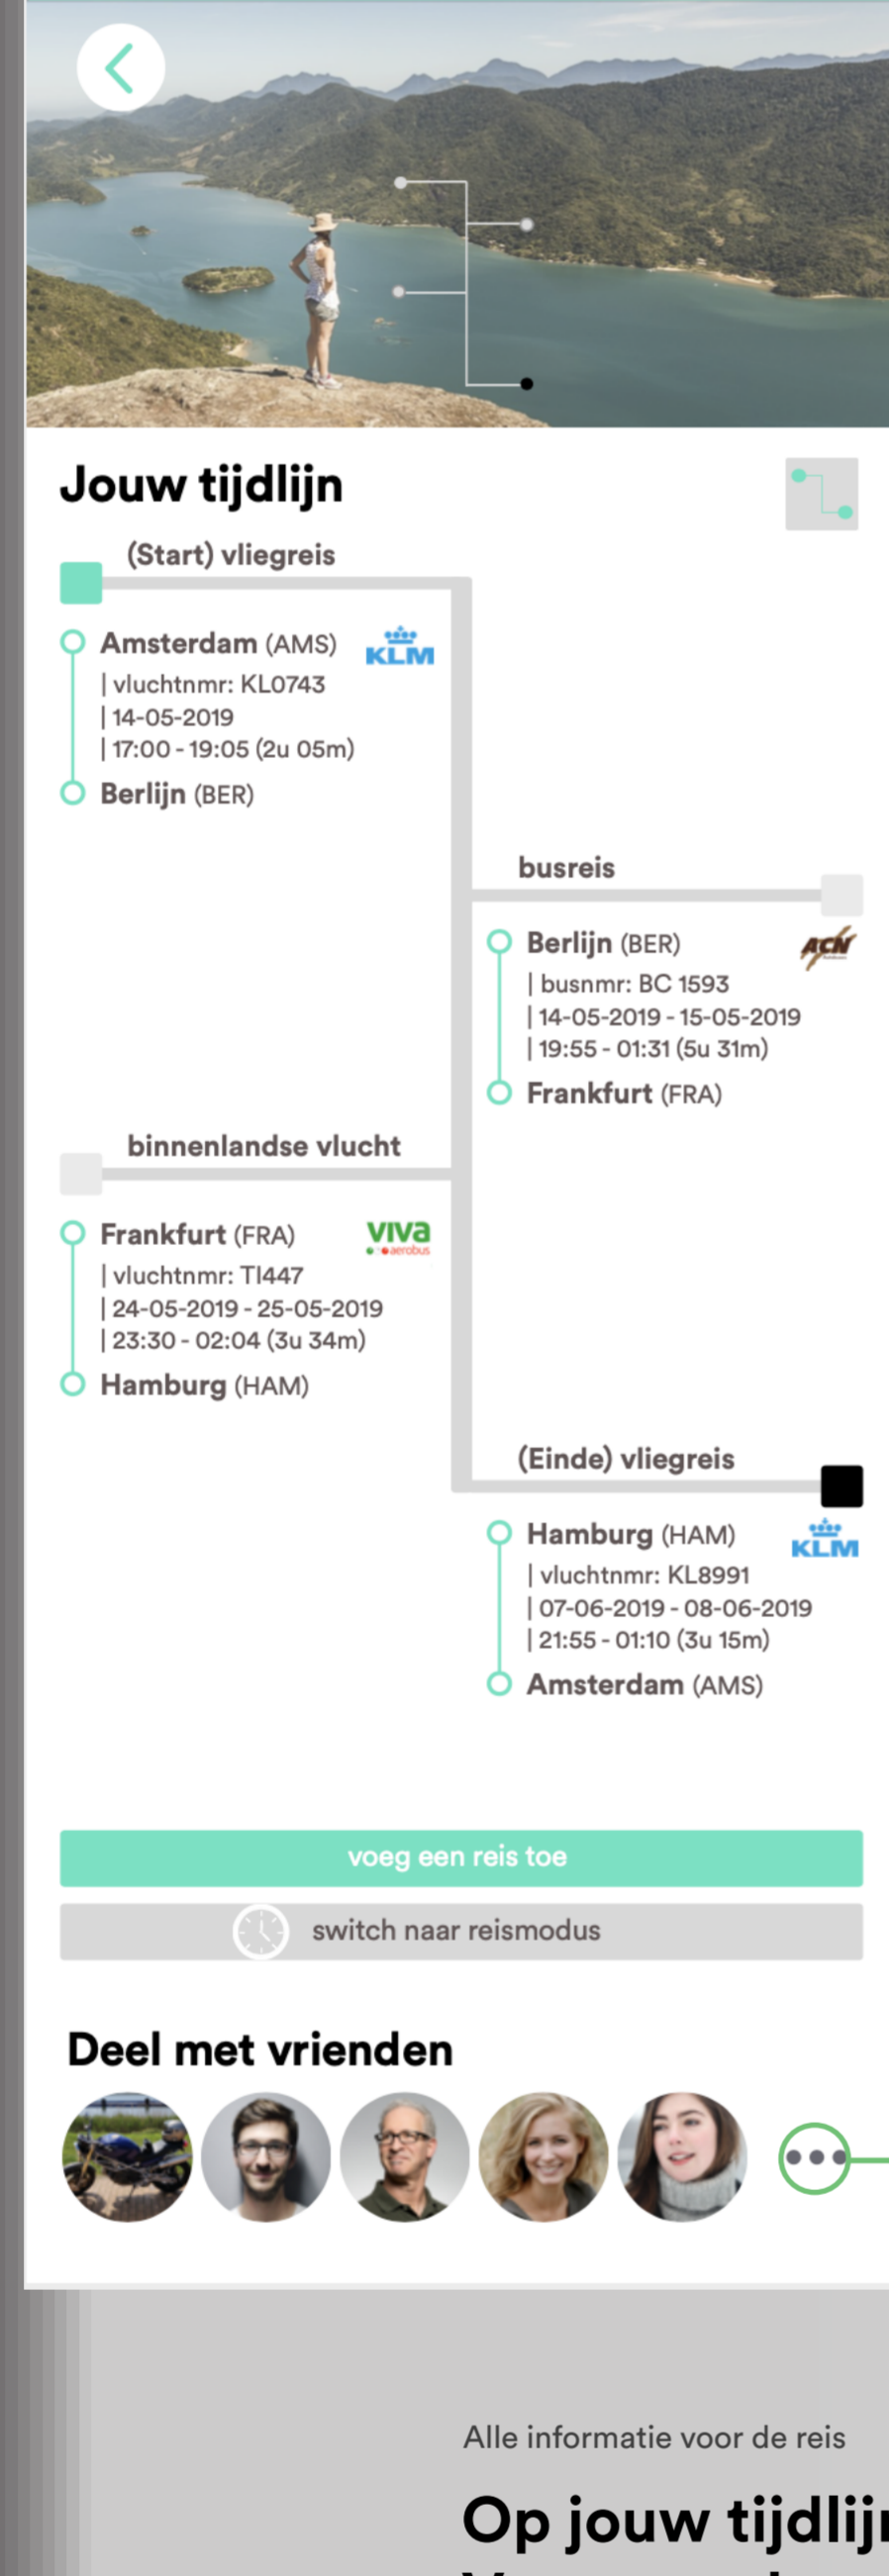 Jouw tijdlijn
(Start) vliegreis
Amsterdam (AMS)
KLM
| vluchtnmr: KL0743
| 14-05-2019
| 17:00 - 19:05 (2u 05m)
Berlijn (BER)
busreis
Berlijn (BER)
ACN
| busnmr: BC 1593
| 14-05-2019 - 15-05-2019
| 19:55 - 01:31 (5u 31m)
Frankfurt (FRA)
binnenlandse vlucht
Frankfurt (FRA)
viva
aerobus
| vluchtnmr: TI447
| 24-05-2019 - 25-05-2019
| 23:30 - 02:04 (3u 34m)
Hamburg (HAM)
(Einde) vliegreis
Hamburg (HAM)
KLM
| vluchtnmr: KL8991
| 07-06-2019 - 08-06-2019
| 21:55 - 01:10 (3u 15m)
Amsterdam (AMS)
voeg een reis toe
switch naar reismodus
Deel met vrienden
Alle informatie voor de reis
Op jouw tijdlijn